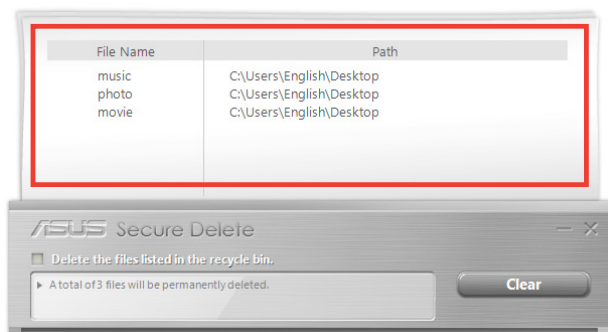 File Name Path
music C:\Users\English\Desktop
photo C:\Users\English\Desktop
movie C:\Users\English\Desktop
ASUS Secure Delete
Delete the files listed in the recycle bin.
A total of 3 files will be permanently deleted.
Clear